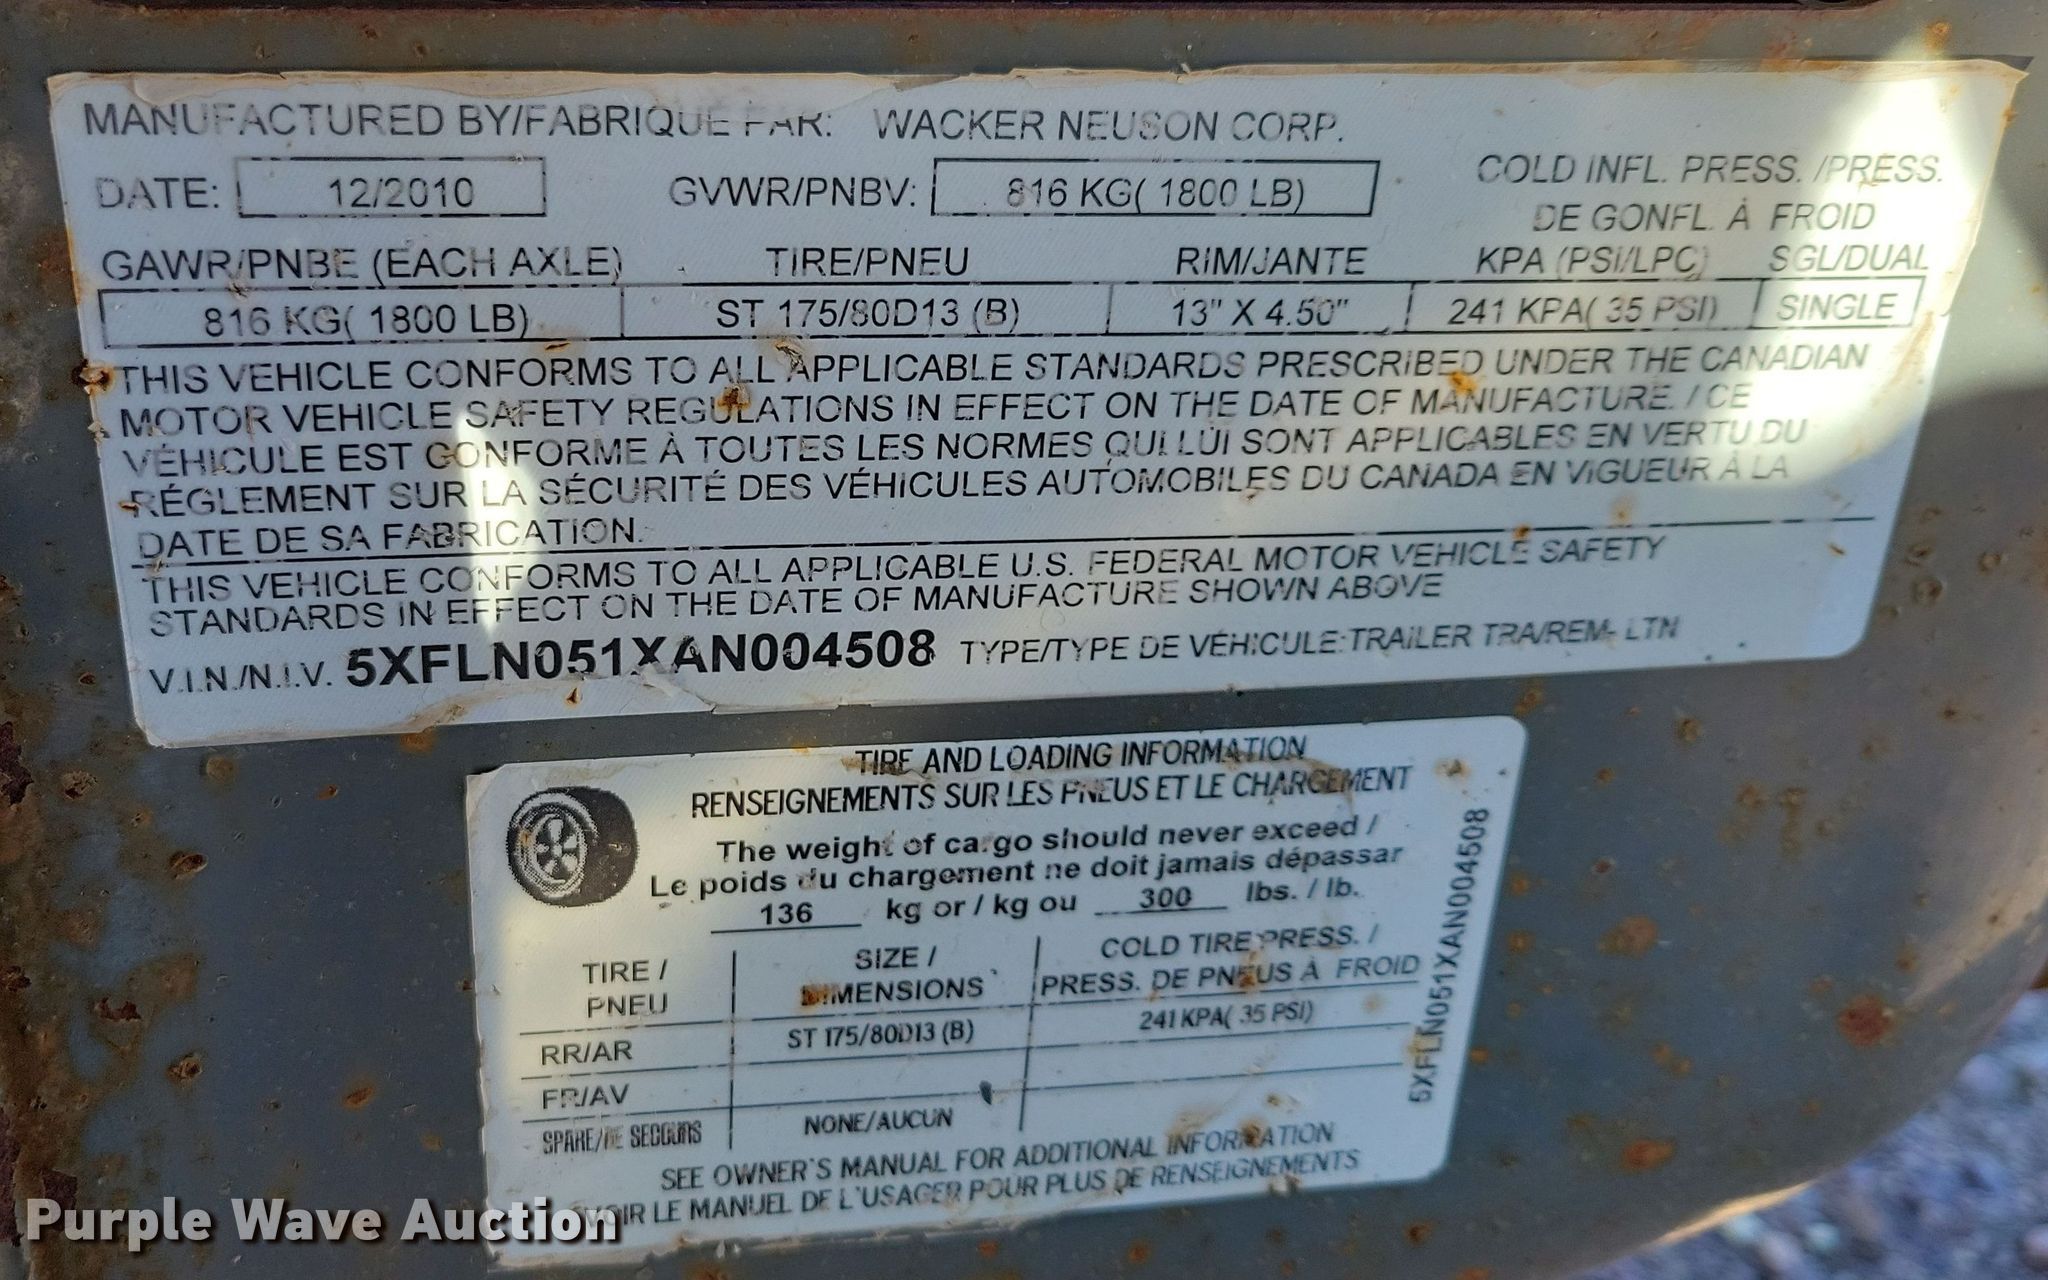 MANUFACTURED BY/FABRIQUÉ PAR: WACKER NEUSON CORP.
DATE: 12/2010 GVWR/PNBV: 816 KG( 1800 LB) COLD INFL. PRESS. /PRESS.
DE GONFL. À FROID
GAWR/PNBE (EACH AXLE) TIRE/PNEU RIM/JANTE KPA (PSI/LPC) SGL/DUAL
816 KG( 1800 LB) ST 175/80D13 (B) 13" X 4.50" 241 KPA( 35 PSI) SINGLE
THIS VEHICLE CONFORMS TO ALL APPLICABLE STANDARDS PRESCRIBED UNDER THE CANADIAN
MOTOR VEHICLE SAFETY REGULATIONS IN EFFECT ON THE DATE OF MANUFACTURE. / CE
VÉHICULE EST CONFORME À TOUTES LES NORMES QUI LUI SONT APPLICABLES EN VERTU DU
RÉGLEMENT SUR LA SÉCURITÉ DES VÉHICULES AUTOMOBILES DU CANADA EN VIGUEUR À LA
DATE DE SA FABRICATION.
THIS VEHICLE CONFORMS TO ALL APPLICABLE U.S. FEDERAL MOTOR VEHICLE SAFETY
STANDARDS IN EFFECT ON THE DATE OF MANUFACTURE SHOWN ABOVE
V.I.N./N.I.V. 5XFLN051XAN004508 TYPE/TYPE DE VÉHICULE: TRAILER TRA/REM- LTN
TIRE AND LOADING INFORMATION
RENSEIGNEMENTS SUR LES PNEUS ET LE CHARGEMENT
The weight of cargo should never exceed /
Le poids du chargement ne doit jamais dépassar
136 kg or / kg ou 300 lbs. / lb.
TIRE / PNEU SIZE / DIMENSIONS COLD TIRE PRESS. / PRESS. DE PNEUS À FROID
RR/AR ST 175/80D13 (B) 241 KPA( 35 PSI)
FR/AV
SPARE/DE SECOURS NONE/AUCUN
SEE OWNER'S MANUAL FOR ADDITIONAL INFORMATION
VOIR LE MANUEL DE L'USAGER POUR PLUS DE RENSEIGNEMENTS
5XFLN051XAN004508
Purple Wave Auction